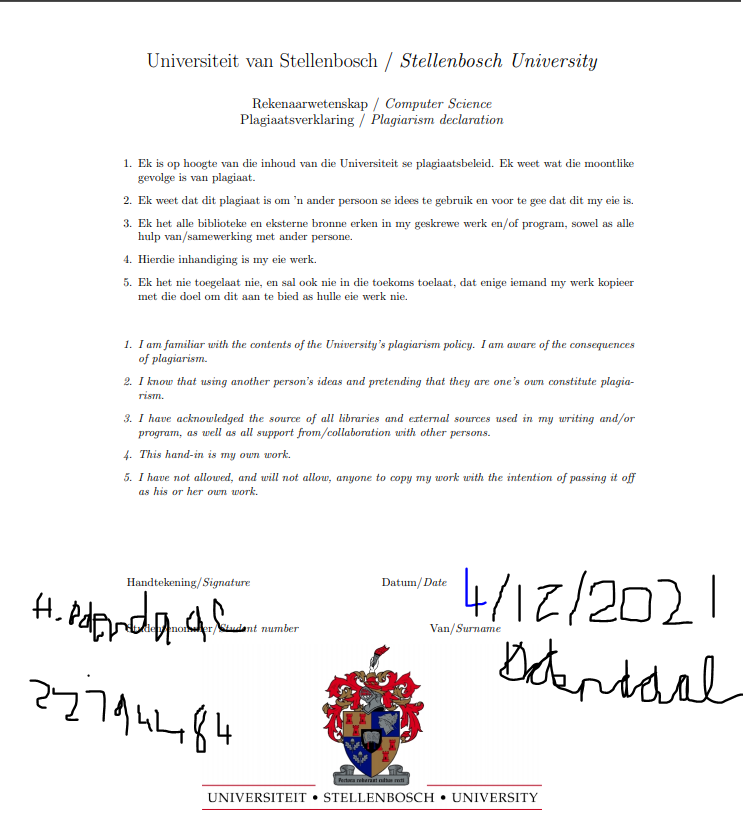 Universiteit van Stellenbosch / Stellenbosch University
Rekenaarwetenskap / Computer Science
Plagiaatsverklaring / Plagiarism declaration
1. Ek is op hoogte van die inhoud van die Universiteit se plagiaatsbeleid. Ek weet wat die moontlike
gevolge is van plagiaat.
2. Ek weet dat dit plagiaat is om 'n ander persoon se idees te gebruik en voor te gee dat dit my eie is.
3. Ek het alle biblioteke en eksterne bronne erken in my geskrewe werk en/of program, sowel as alle
hulp van/samewerking met ander persone.
4. Hierdie inhandiging is my eie werk.
5. Ek het nie toegelaat nie, en sal ook nie in die toekoms toelaat, dat enige iemand my werk kopieer
met die doel om dit aan te bied as hulle eie werk nie.
1. I am familiar with the contents of the University's plagiarism policy. I am aware of the consequences
of plagiarism.
2. I know that using another person's ideas and pretending that they are one's own constitute plagia-
rism.
3. I have acknowledged the source of all libraries and external sources used in my writing and/or
program, as well as all support from/collaboration with other persons.
4. This hand-in is my own work.
5. I have not allowed, and will not allow, anyone to copy my work with the intention of passing it off
as his or her own work.
Handtekening/Signature Datum/Date 4/12/2021
H.
Studentenommer/Student number Van/Surname
Odendaal
Pectora roborant cultus recti
UNIVERSITEIT • STELLENBOSCH • UNIVERSITY